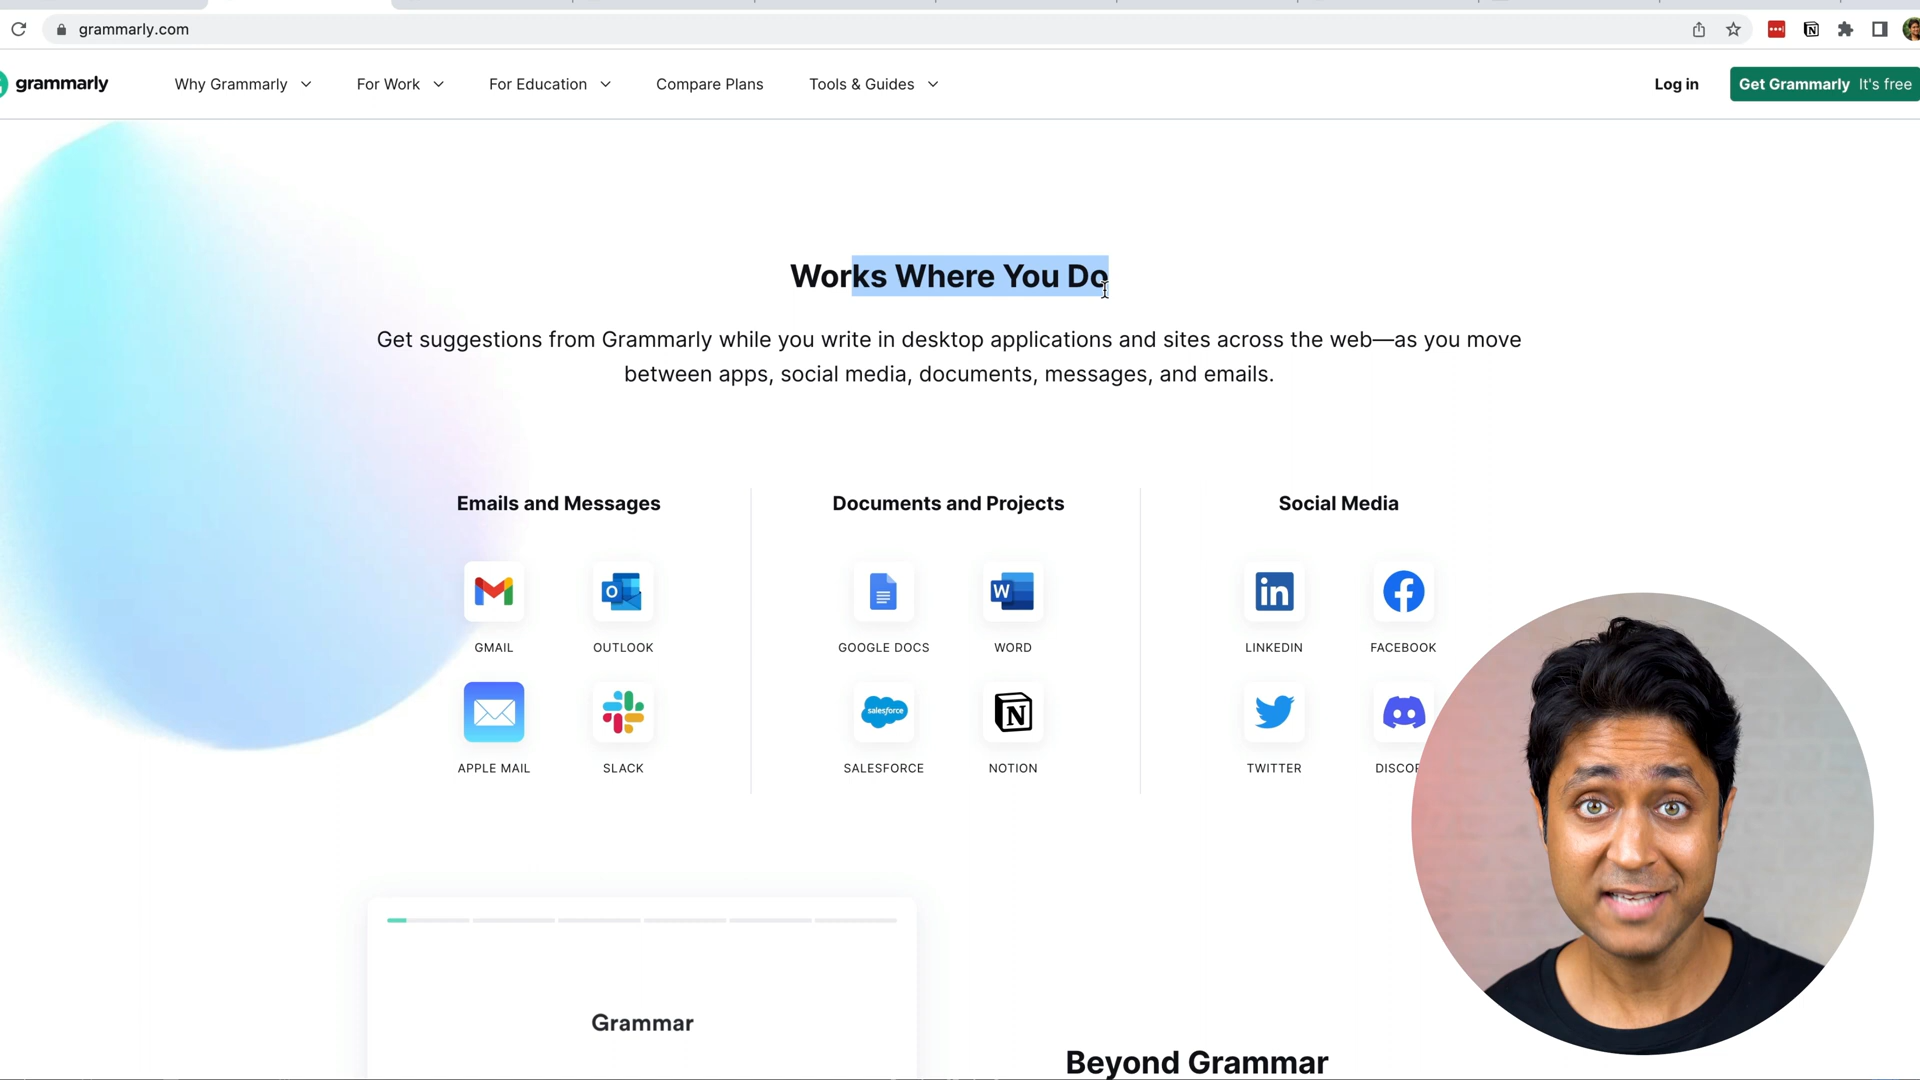 grammarly.com
grammarly
Why Grammarly
For Work
For Education
Compare Plans
Tools & Guides
Log in
Get Grammarly It's free
Works Where You Do
Get suggestions from Grammarly while you write in desktop applications and sites across the web—as you move
between apps, social media, documents, messages, and emails.
Emails and Messages
GMAIL
OUTLOOK
APPLE MAIL
SLACK
Documents and Projects
W
GOOGLE DOCS
WORD
salesforce
N
SALESFORCE
NOTION
Social Media
in
LINKEDIN
FACEBOOK
TWITTER
DISCOR
Grammar
Beyond Grammar